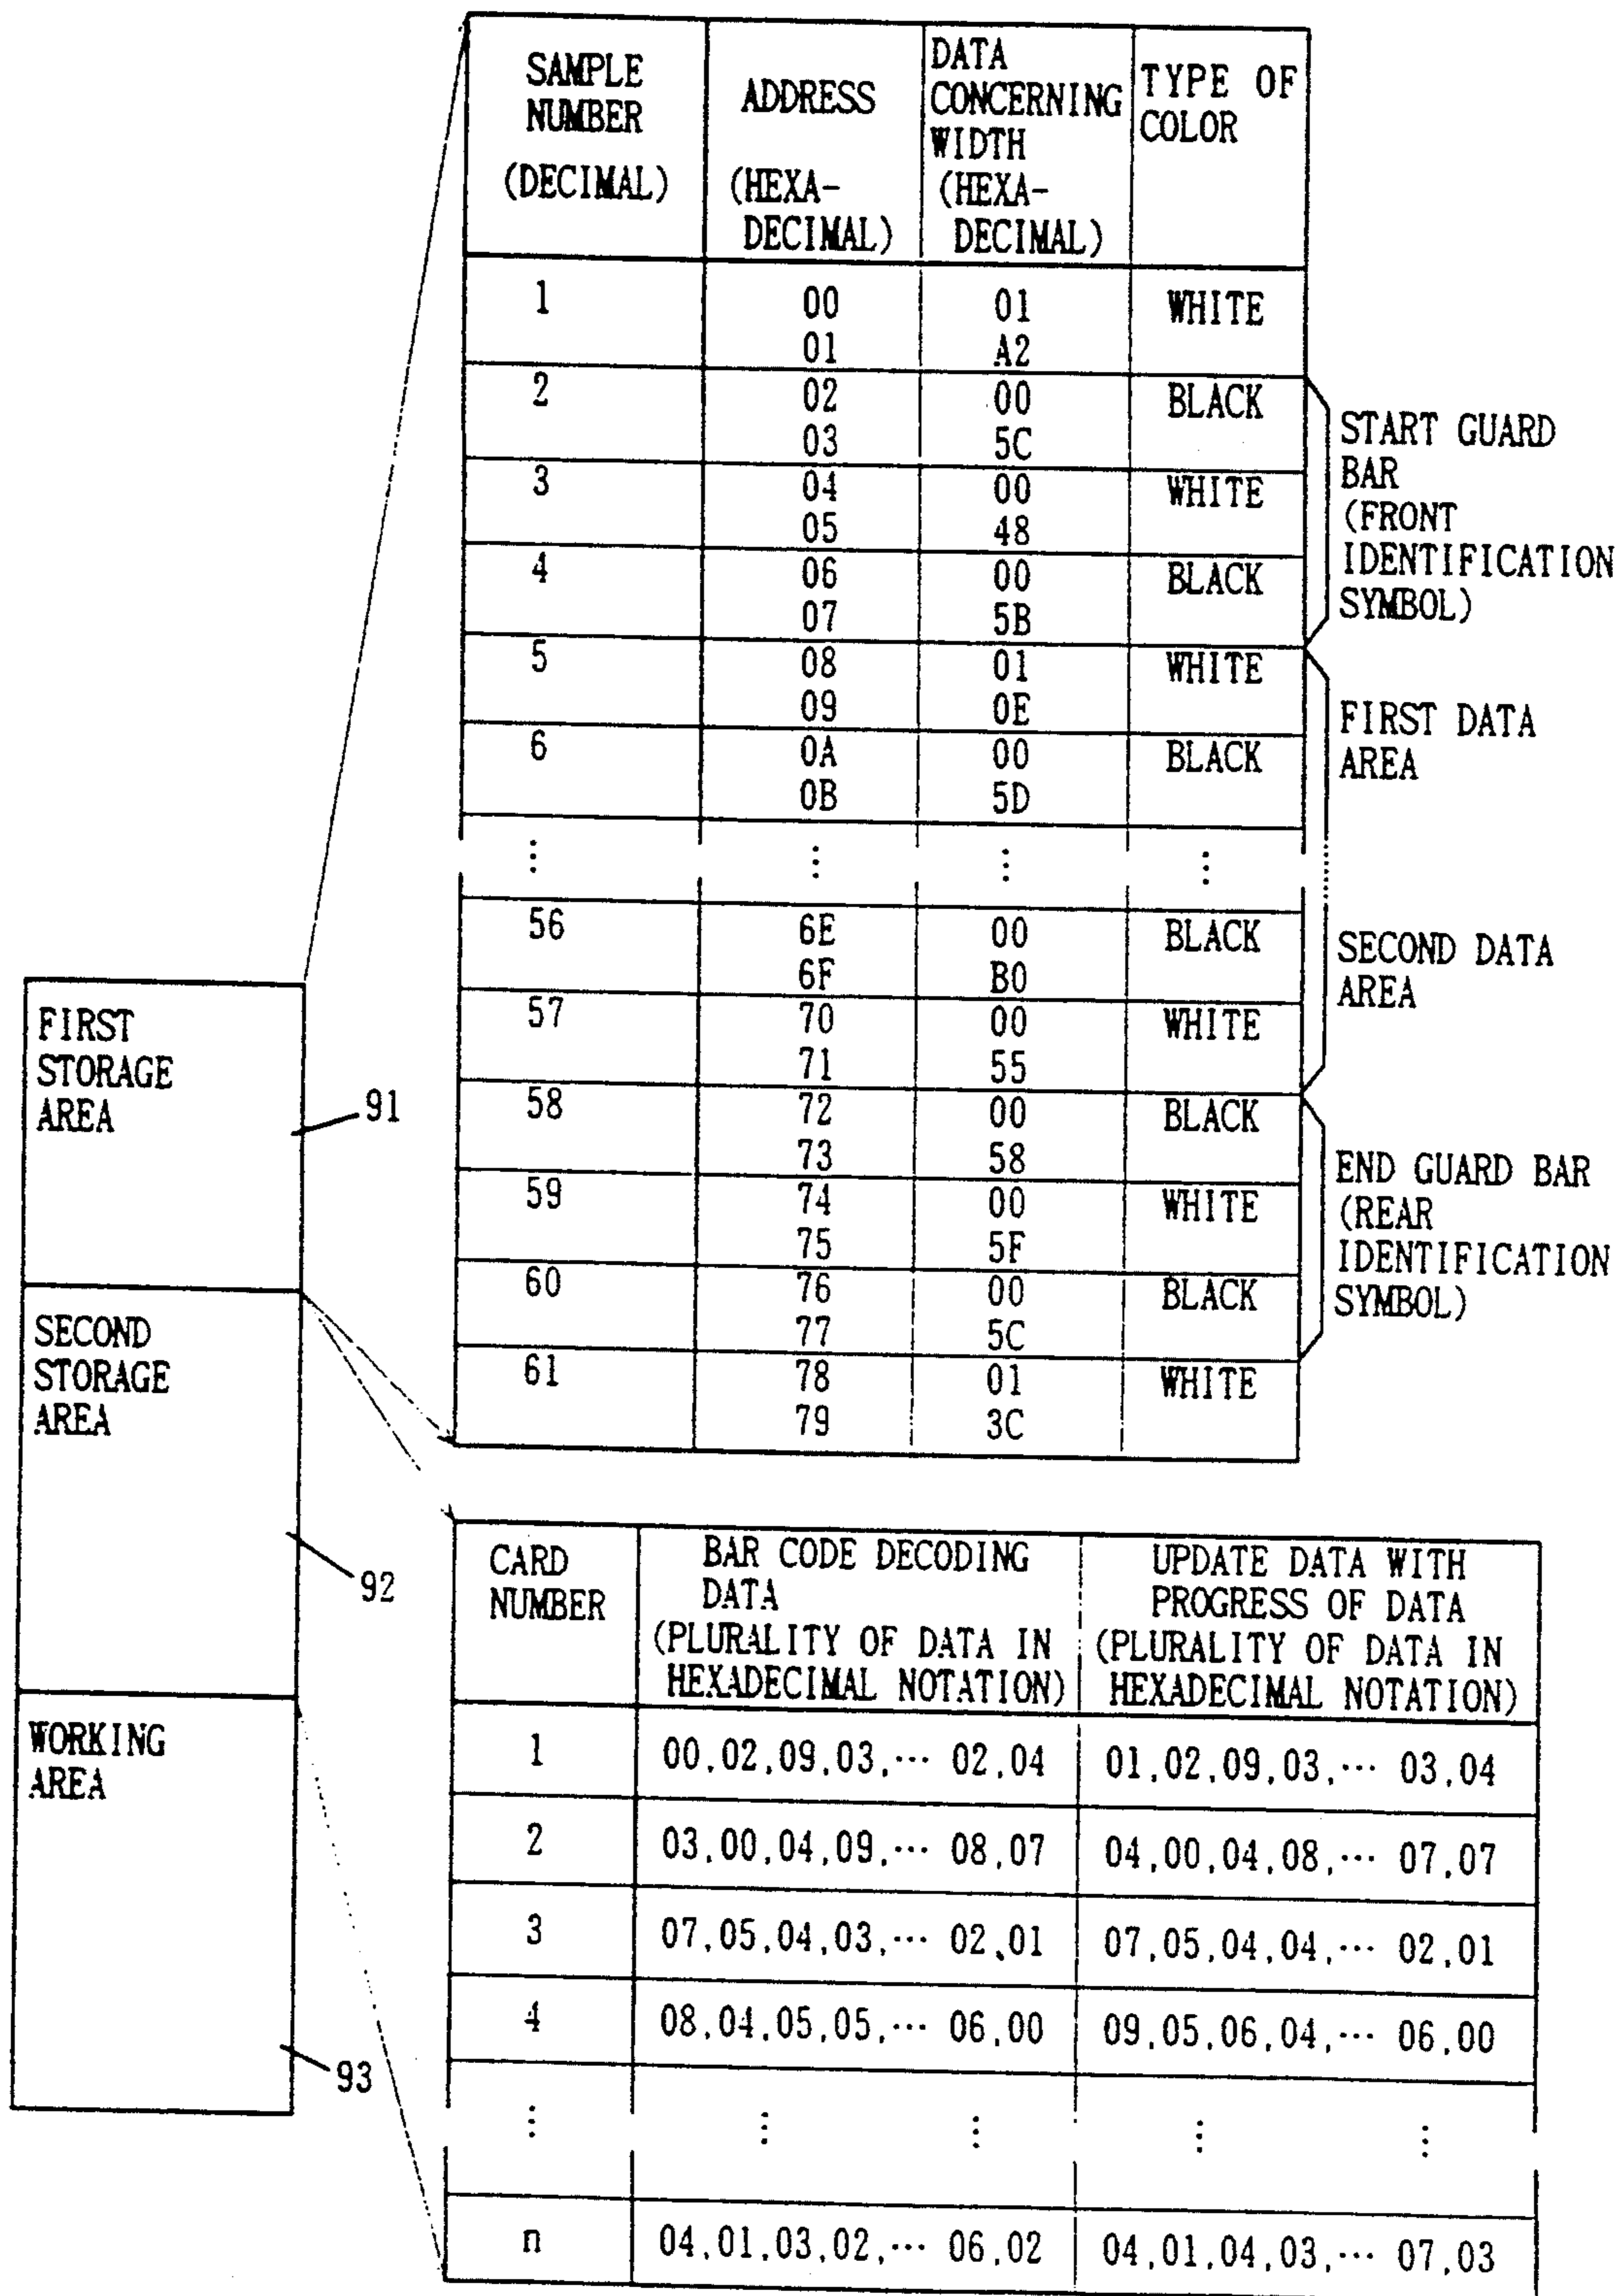 SAMPLE
NUMBER
(DECIMAL)
ADDRESS
(HEXA-
DECIMAL)
DATA
CONCERNING
WIDTH
(HEXA-
DECIMAL)
TYPE OF
COLOR
1 00 01 WHITE
01 A2
2 02 00 BLACK
03 5C
3 04 00 WHITE
05 48
4 06 00 BLACK
07 5B
5 08 01 WHITE
09 0E
6 0A 00 BLACK
0B 5D
⋮ ⋮ ⋮ ⋮
56 6E 00 BLACK
6F B0
57 70 00 WHITE
71 55
58 72 00 BLACK
73 58
59 74 00 WHITE
75 5F
60 76 00 BLACK
77 5C
61 78 01 WHITE
79 3C
START GUARD
BAR
(FRONT
IDENTIFICATION
SYMBOL)
FIRST DATA
AREA
SECOND DATA
AREA
END GUARD BAR
(REAR
IDENTIFICATION
SYMBOL)
FIRST
STORAGE
AREA
91
SECOND
STORAGE
AREA
92
WORKING
AREA
93
CARD
NUMBER
BAR CODE DECODING
DATA
(PLURALITY OF DATA IN
HEXADECIMAL NOTATION)
UPDATE DATA WITH
PROGRESS OF DATA
(PLURALITY OF DATA IN
HEXADECIMAL NOTATION)
1 00,02,09,03,… 02,04 01,02,09,03,… 03,04
2 03,00,04,09,… 08,07 04,00,04,08,… 07,07
3 07,05,04,03,… 02,01 07,05,04,04,… 02,01
4 08,04,05,05,… 06,00 09,05,06,04,… 06,00
⋮ ⋮ ⋮ ⋮ ⋮
n 04,01,03,02,… 06,02 04,01,04,03,… 07,03